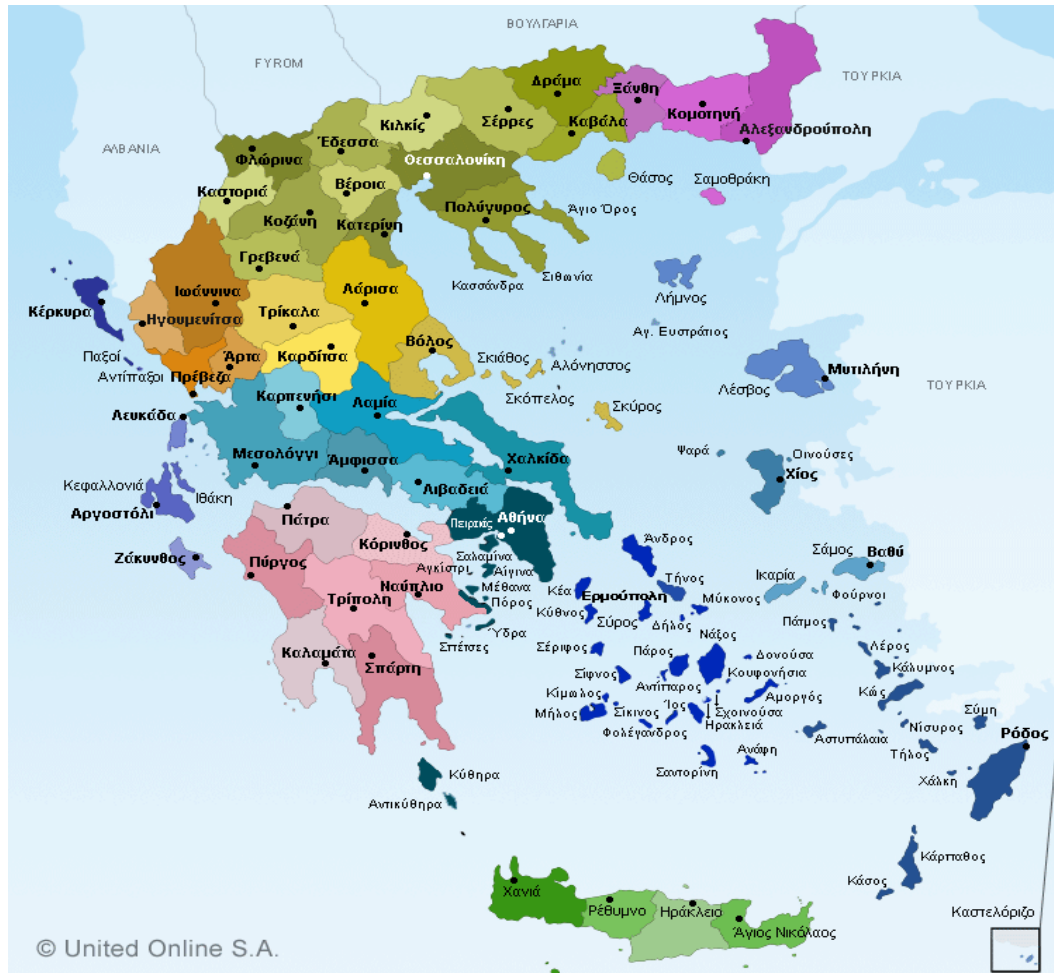 ΒΟΥΛΓΑΡΙΑ
FYROM
ΤΟΥΡΚΙΑ
ΑΛΒΑΝΙΑ
Δράμα
Ξάνθη
Κομοτηνή
Αλεξανδρούπολη
Κιλκίς
Σέρρες
Καβάλα
Έδεσσα
Φλώρινα
Θεσσαλονίκη
Θάσος
Σαμοθράκη
Καστοριά
Βέροια
Κοζάνη
Κατερίνη
Πολύγυρος
Άγιο Όρος
Γρεβενά
Σιθωνία
Κασσάνδρα
Ιωάννινα
Λάρισα
Λήμνος
Κέρκυρα
Ηγουμενίτσα
Τρίκαλα
Αγ. Ευστράτιος
Παξοί
Αντίπαξοι
Άρτα
Καρδίτσα
Βόλος
Σκιάθος
Αλόνησσος
Πρέβεζα
Σκόπελος
Λέσβος
Μυτιλήνη
ΤΟΥΡΚΙΑ
Λευκάδα
Καρπενήσι
Λαμία
Σκύρος
Μεσολόγγι
Άμφισσα
Χαλκίδα
Ψαρά
Οινούσες
Χίος
Κεφαλλονιά
Ιθάκη
Λιβαδειά
Αργοστόλι
Πάτρα
Πειραιάς
Αθήνα
Κόρινθος
Ζάκυνθος
Σαλαμίνα
Άνδρος
Σάμος
Βαθύ
Πύργος
Αγκίστρι
Αίγινα
Ναύπλιο
Μέθανα
Κέα
Τήνος
Ικαρία
Φούρνοι
Τρίπολη
Πόρος
Ερμούπολη
Μύκονος
Κύθνος
Σύρος
Δήλος
Πάτμος
Ύδρα
Σπέτσες
Νάξος
Καλαμάτα
Σπάρτη
Σέριφος
Πάρος
Δονούσα
Λέρος
Σίφνος
Αντίπαρος
Κουφονήσια
Κάλυμνος
Κίμωλος
Ίος
Αμοργός
Κώς
Μήλος
Σίκινος
Σχοινούσα
Σύμη
Φολέγανδρος
Ηρακλειά
Αστυπάλαια
Νίσυρος
Ρόδος
Τήλος
Σαντορίνη
Ανάφη
Χάλκη
Κύθηρα
Αντικύθηρα
Κάρπαθος
Κάσος
Χανιά
Ρέθυμνο
Ηράκλειο
Άγιος Νικόλαος
Καστελόριζο
© United Online S.A.